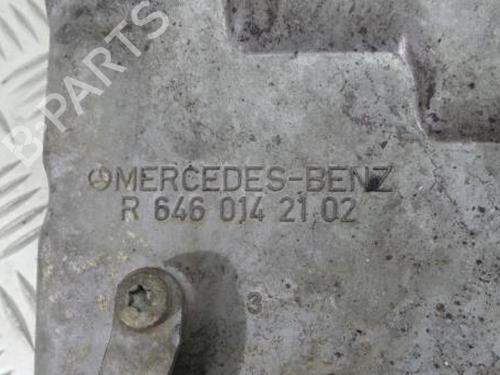 B-PARTS
MERCEDES-BENZ
R 646 014 21 02
3